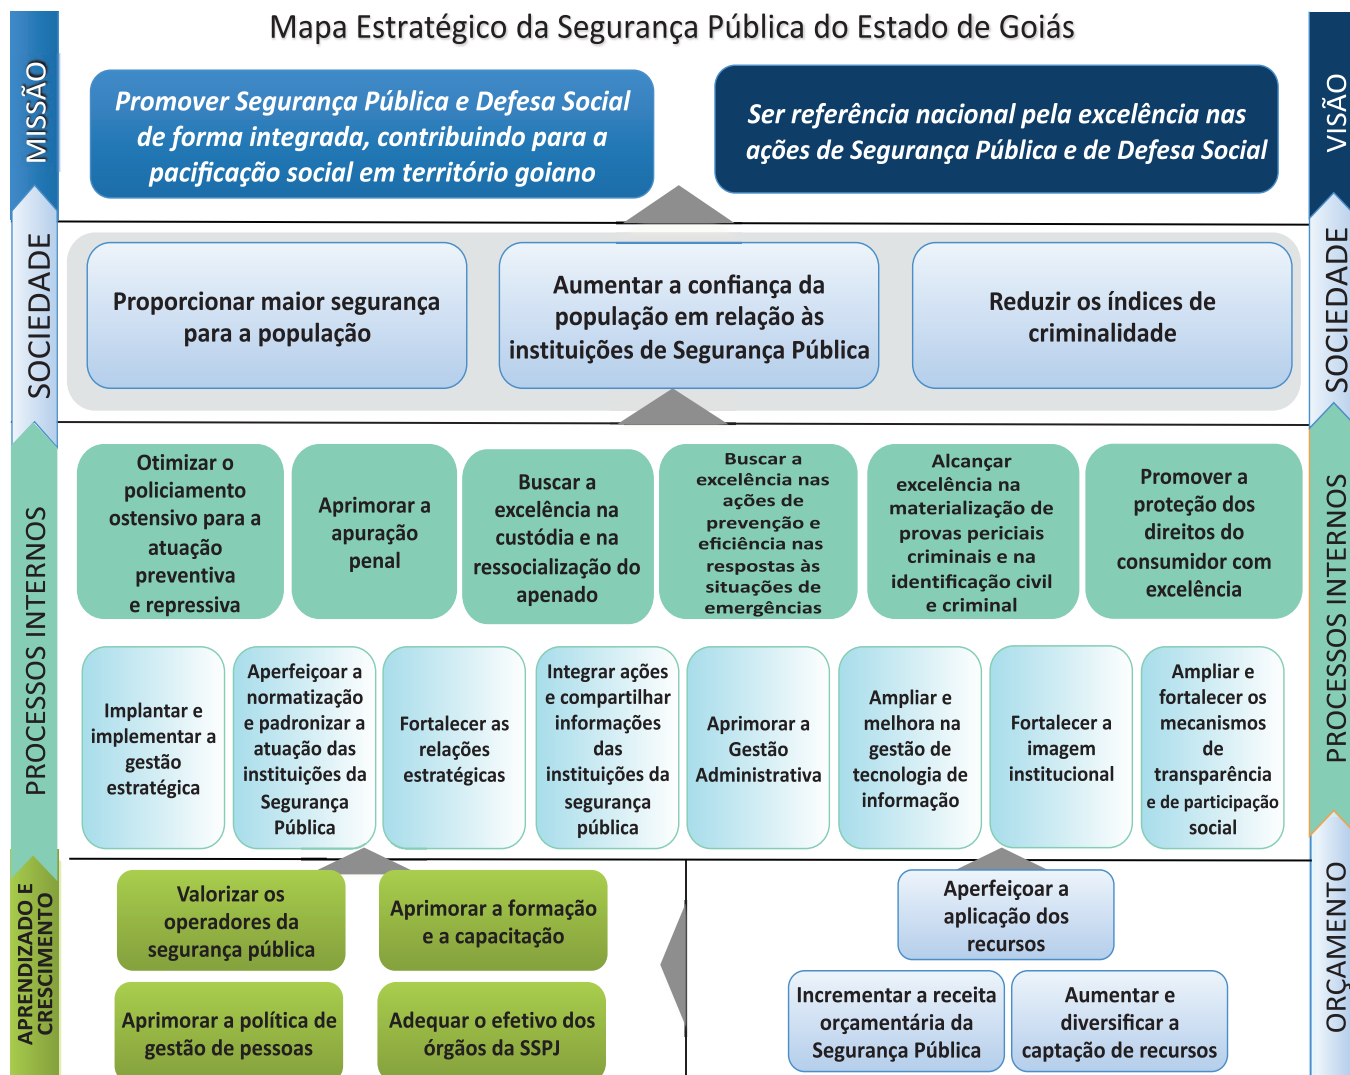 Mapa Estratégico da Segurança Pública do Estado de Goiás
MISSÃO
Promover Segurança Pública e Defesa Social
de forma integrada, contribuindo para a
pacificação social em território goiano
Ser referência nacional pela excelência nas
ações de Segurança Pública e de Defesa Social
VISÃO
SOCIEDADE
Proporcionar maior segurança
para a população
Aumentar a confiança da
população em relação às
instituições de Segurança Pública
Reduzir os índices de
criminalidade
SOCIEDADE
PROCESSOS INTERNOS
Otimizar o
policiamento
ostensivo para a
atuação
preventiva
e repressiva
Aprimorar a
apuração
penal
Buscar a
excelência na
custódia e na
ressocialização do
apenado
Buscar a
excelência nas
ações de
prevenção e
eficiência nas
respostas às
situações de
emergências
Alcançar
excelência na
materialização de
provas periciais
criminais e na
identificação civil
e criminal
Promover a
proteção dos
direitos do
consumidor com
excelência
PROCESSOS INTERNOS
Implantar e
implementar a
gestão
estratégica
Aperfeiçoar a
normatização
e padronizar a
atuação das
instituições da
Segurança
Pública
Fortalecer as
relações
estratégicas
Integrar ações
e compartilhar
informações
das
instituições da
segurança
pública
Aprimorar a
Gestão
Administrativa
Ampliar e
melhora na
gestão de
tecnologia de
informação
Fortalecer a
imagem
institucional
Ampliar e
fortalecer os
mecanismos
de
transparência
e de participação
social
APRENDIZADO E
CRESCIMENTO
Valorizar os
operadores da
segurança pública
Aprimorar a formação
e a capacitação
Aprimorar a política de
gestão de pessoas
Adequar o efetivo dos
órgãos da SSPJ
Aperfeiçoar a
aplicação dos
recursos
Incrementar a receita
orçamentária da
Segurança Pública
Aumentar e
diversificar a
captação de recursos
ORÇAMENTO